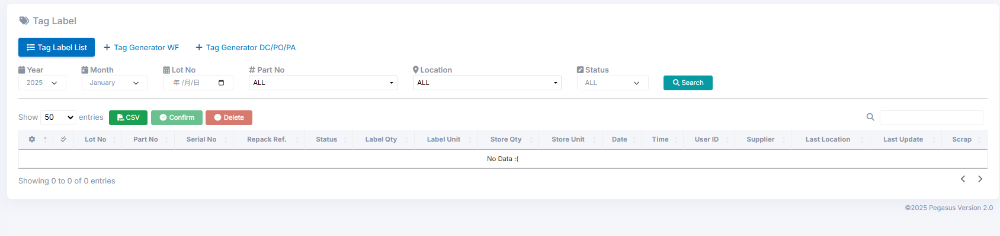 Tag Label
Tag Label List
Tag Generator WF
Tag Generator DC/PO/PA
Year Month Lot No Part No Location Status
2025 January 年 /月/日 ALL ALL ALL Search
Show 50 entries CSV Confirm Delete
Lot No Part No Serial No Repack Ref. Status Label Qty Label Unit Store Qty Store Unit Date Time User ID Supplier Last Location Last Update Scrap
No Data :(
Showing 0 to 0 of 0 entries
©2025 Pegasus Version 2.0